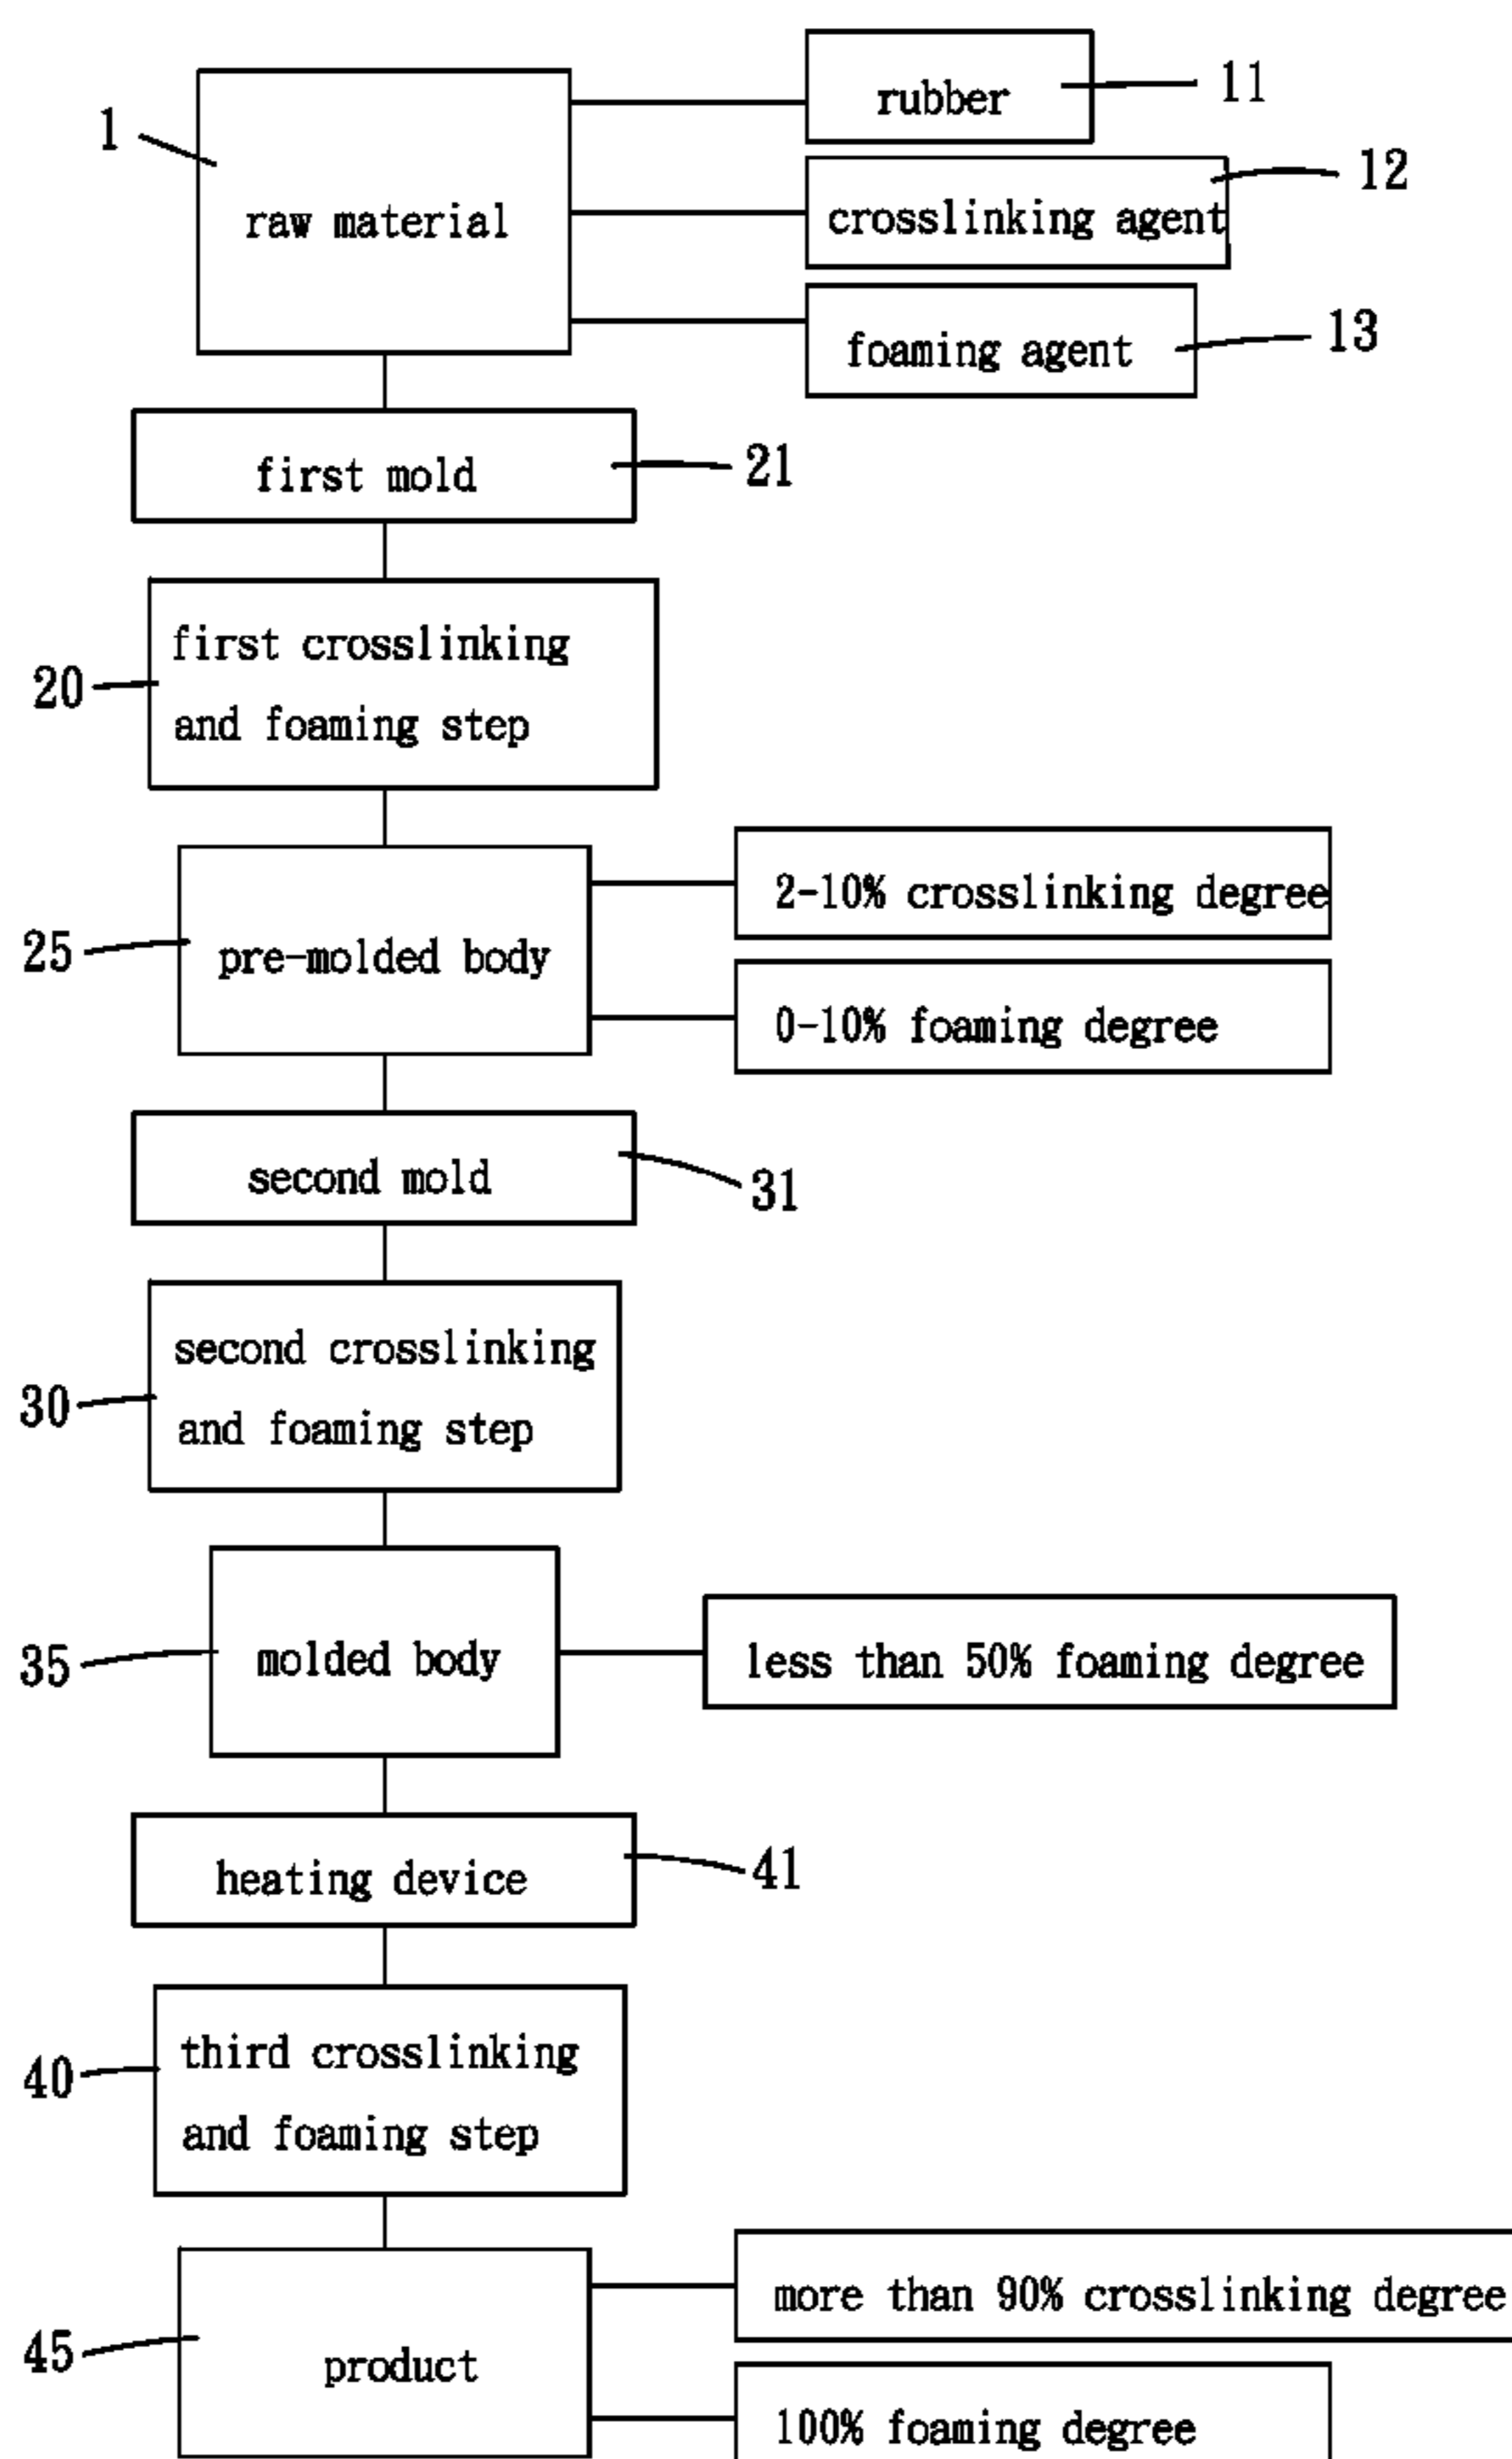 rubber
11
1
raw material
crosslinking agent
12
foaming agent
13
first mold
21
first crosslinking
and foaming step
20
2-10% crosslinking degree
25
pre-molded body
0-10% foaming degree
second mold
31
second crosslinking
and foaming step
30
35
molded body
less than 50% foaming degree
heating device
41
third crosslinking
and foaming step
40
more than 90% crosslinking degree
45
product
100% foaming degree